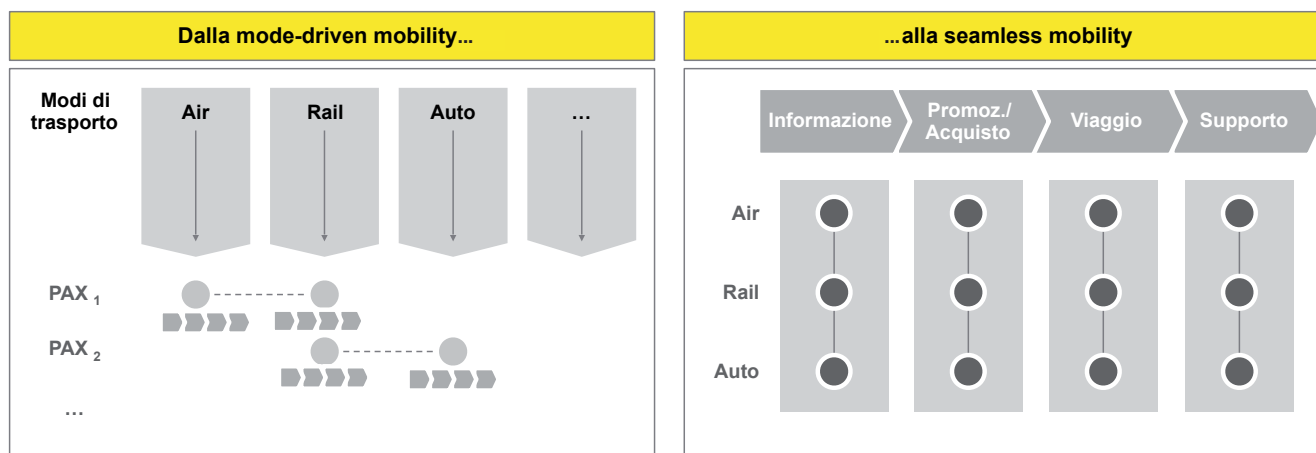 Dalla mode-driven mobility...
Modi di
trasporto
Air
Rail
Auto
...
PAX 1
PAX 2
...
...alla seamless mobility
Informazione
Promoz./
Acquisto
Viaggio
Supporto
Air
Rail
Auto